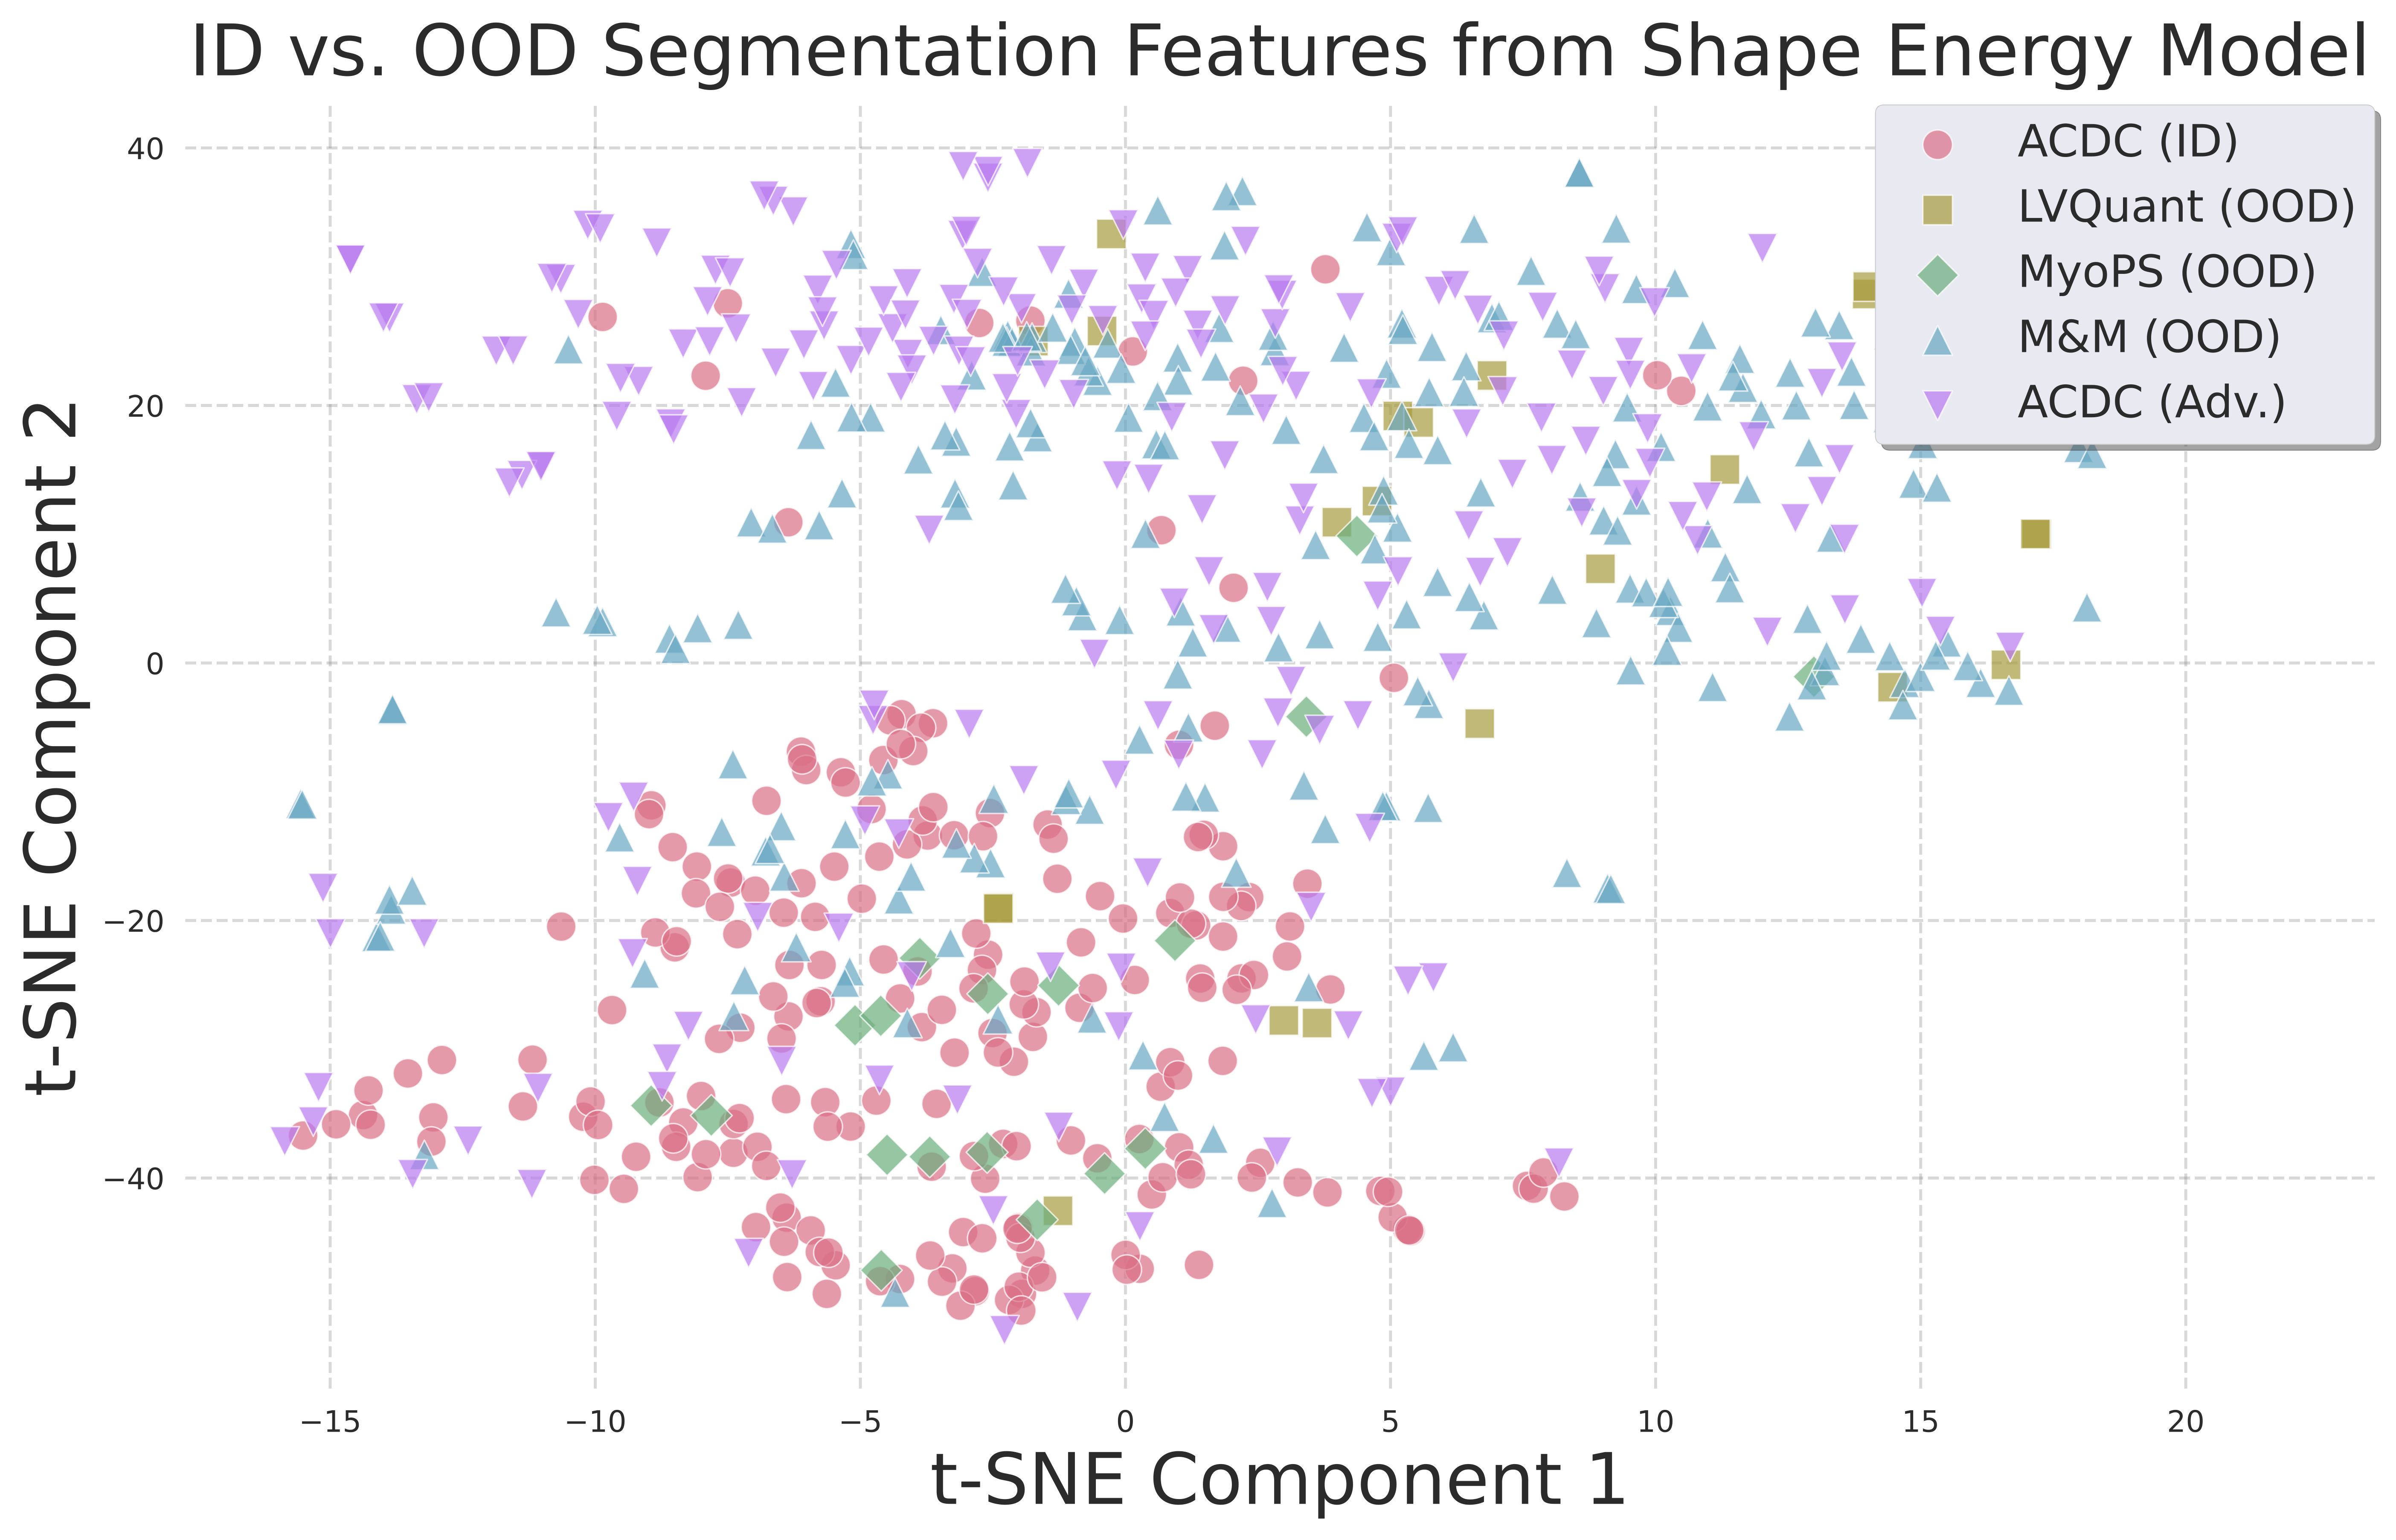 ID vs. OOD Segmentation Features from Shape Energy Model
ACDC (ID)
LVQuant (OOD)
MyoPS (OOD)
M&M (OOD)
ACDC (Adv.)
t-SNE Component 2
40
20
0
−20
−40
−15
−10
−5
0
5
10
15
20
t-SNE Component 1